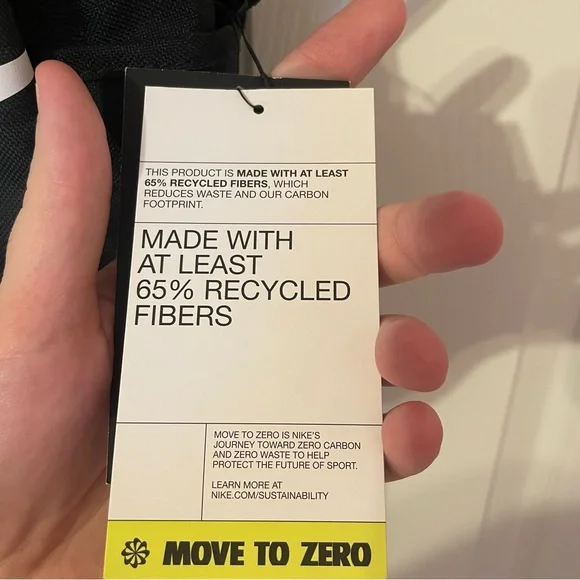 THIS PRODUCT IS MADE WITH AT LEAST
65% RECYCLED FIBERS, WHICH
REDUCES WASTE AND OUR CARBON
FOOTPRINT.
MADE WITH
AT LEAST
65% RECYCLED
FIBERS
MOVE TO ZERO IS NIKE'S
JOURNEY TOWARD ZERO CARBON
AND ZERO WASTE TO HELP
PROTECT THE FUTURE OF SPORT.
LEARN MORE AT
NIKE.COM/SUSTAINABILITY
MOVE TO ZERO